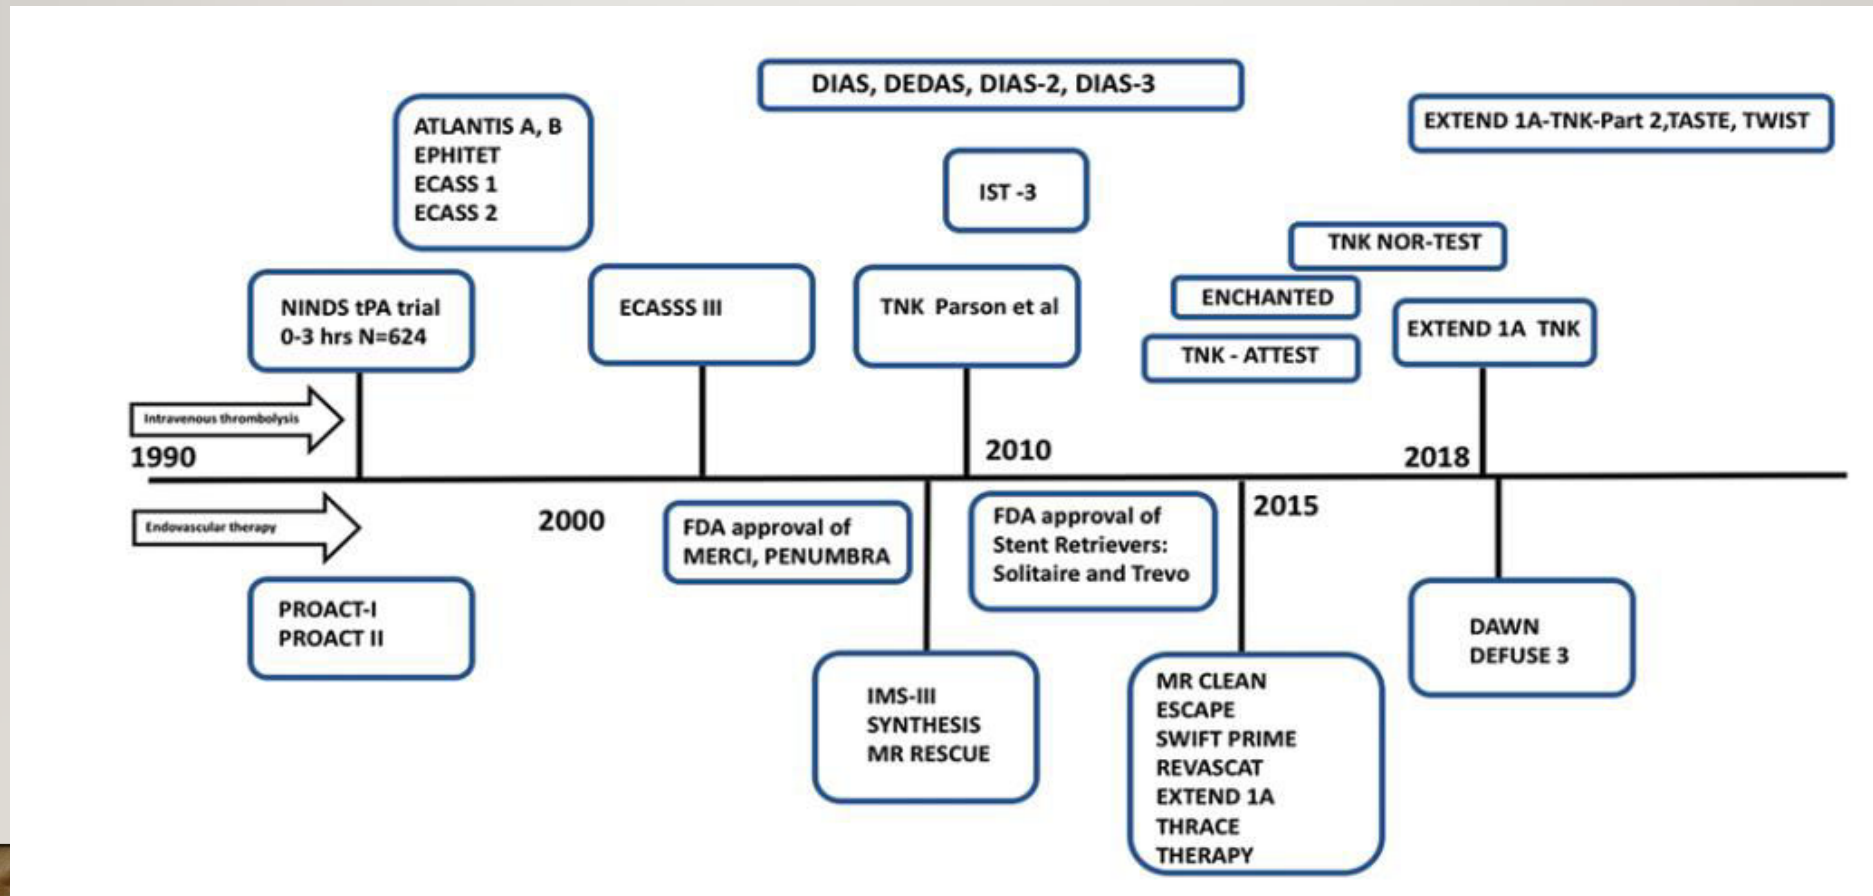 DIAS, DEDAS, DIAS-2, DIAS-3
ATLANTIS A, B
EPHITET
ECASS 1
ECASS 2
EXTEND 1A-TNK-Part 2,TASTE, TWIST
IST -3
TNK NOR-TEST
NINDS tPA trial
0-3 hrs N=624
ECASSS III
TNK Parson et al
ENCHANTED
EXTEND 1A TNK
TNK - ATTEST
Intravenous thrombolysis
1990
2010
2018
Endovascular therapy
2000
2015
FDA approval of
MERCI, PENUMBRA
FDA approval of
Stent Retrievers:
Solitaire and Trevo
PROACT-I
PROACT II
IMS-III
SYNTHESIS
MR RESCUE
MR CLEAN
ESCAPE
SWIFT PRIME
REVASCAT
EXTEND 1A
THRACE
THERAPY
DAWN
DEFUSE 3